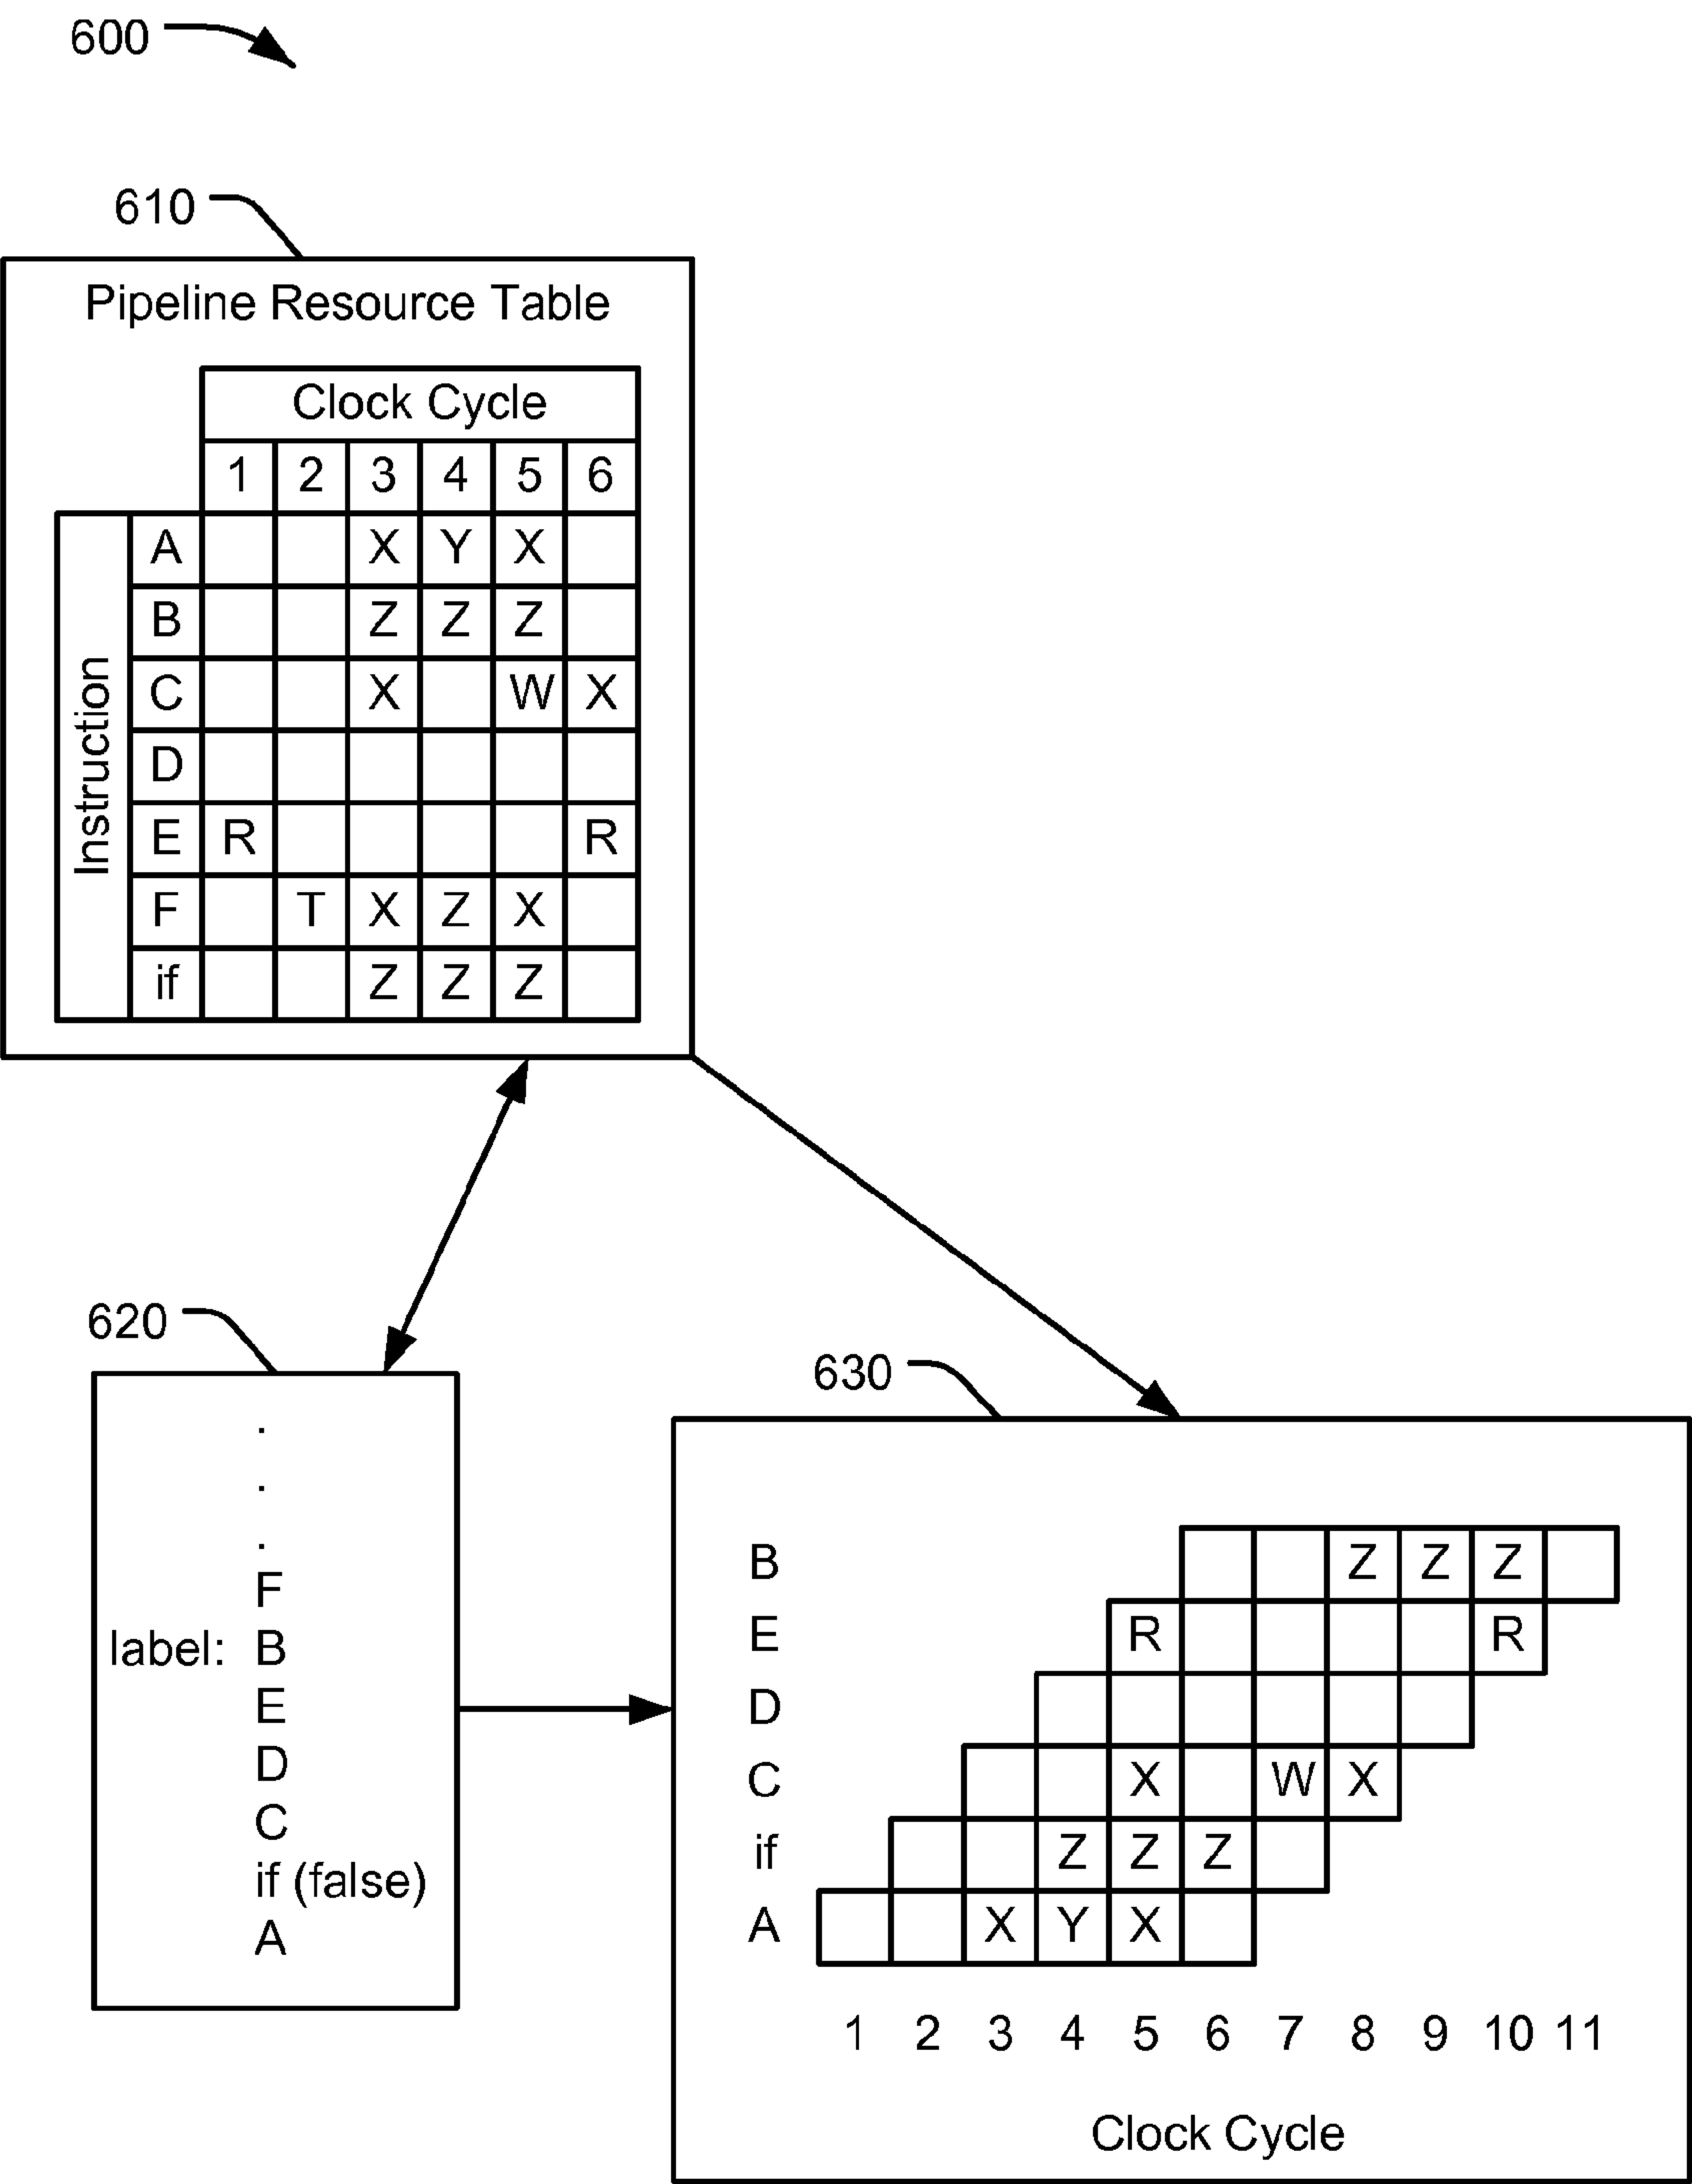 600
610
Pipeline Resource Table
Clock Cycle
1 2 3 4 5 6
Instruction
A X Y X
B Z Z Z
C X W X
D
E R R
F T X Z X
if Z Z Z
620
.
.
.
F
label: B
E
D
C
if (false)
A
630
B Z Z Z
E R R
D
C X W X
if Z Z Z
A X Y X
1 2 3 4 5 6 7 8 9 10 11
Clock Cycle